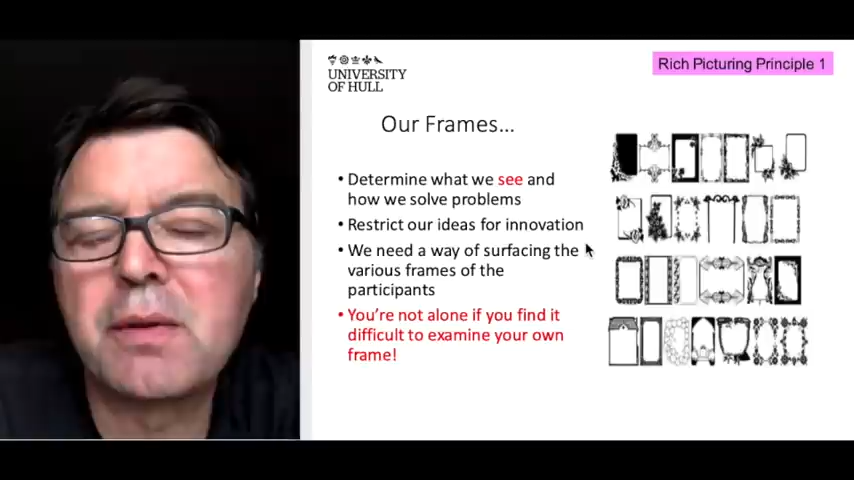 UNIVERSITY
OF HULL
Rich Picturing Principle 1
Our Frames...
• Determine what we see and
how we solve problems
• Restrict our ideas for innovation
• We need a way of surfacing the
various frames of the
participants
• You're not alone if you find it
difficult to examine your own
frame!